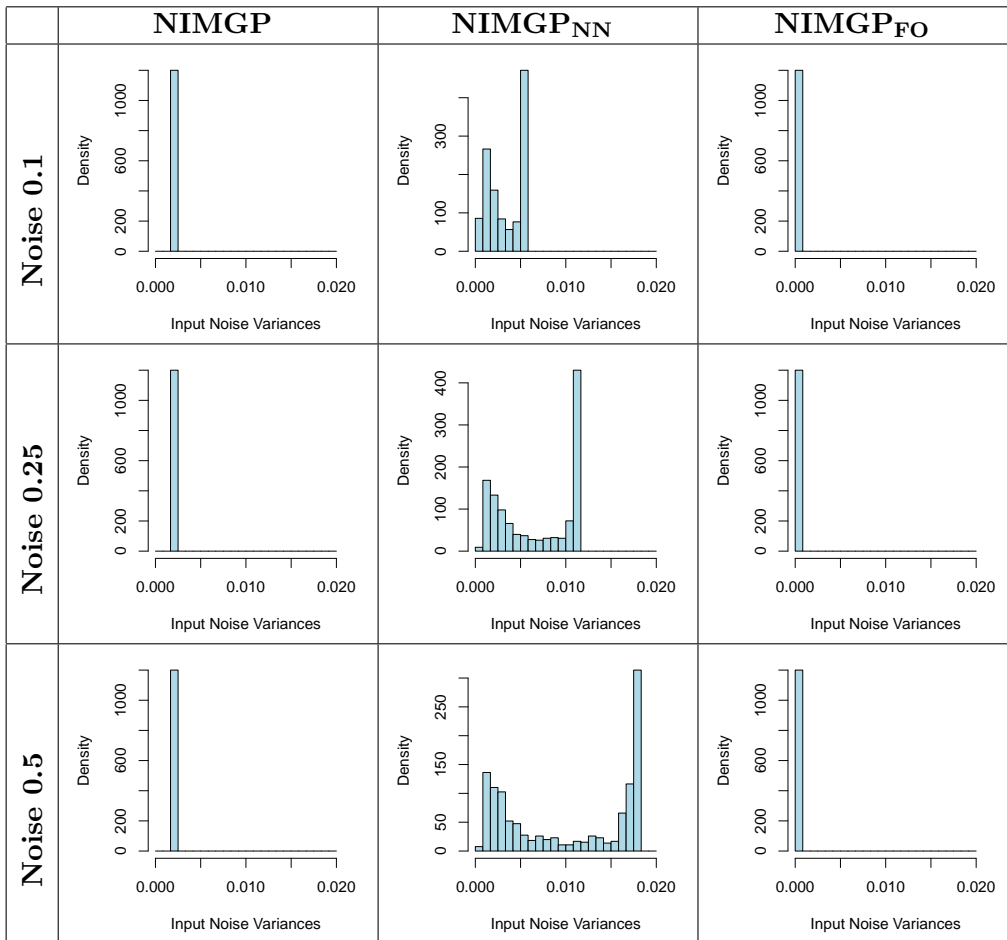 NIMGP NIMGP_NN NIMGP_FO
Noise 0.1
Density
0 200 600 1000
0.000 0.010 0.020
Input Noise Variances
Density
0 100 300
0.000 0.010 0.020
Input Noise Variances
Density
0 200 600 1000
0.000 0.010 0.020
Input Noise Variances
Noise 0.25
Density
0 200 600 1000
0.000 0.010 0.020
Input Noise Variances
Density
0 100 200 300 400
0.000 0.010 0.020
Input Noise Variances
Density
0 200 600 1000
0.000 0.010 0.020
Input Noise Variances
Noise 0.5
Density
0 200 600 1000
0.000 0.010 0.020
Input Noise Variances
Density
0 50 150 250
0.000 0.010 0.020
Input Noise Variances
Density
0 200 600 1000
0.000 0.010 0.020
Input Noise Variances